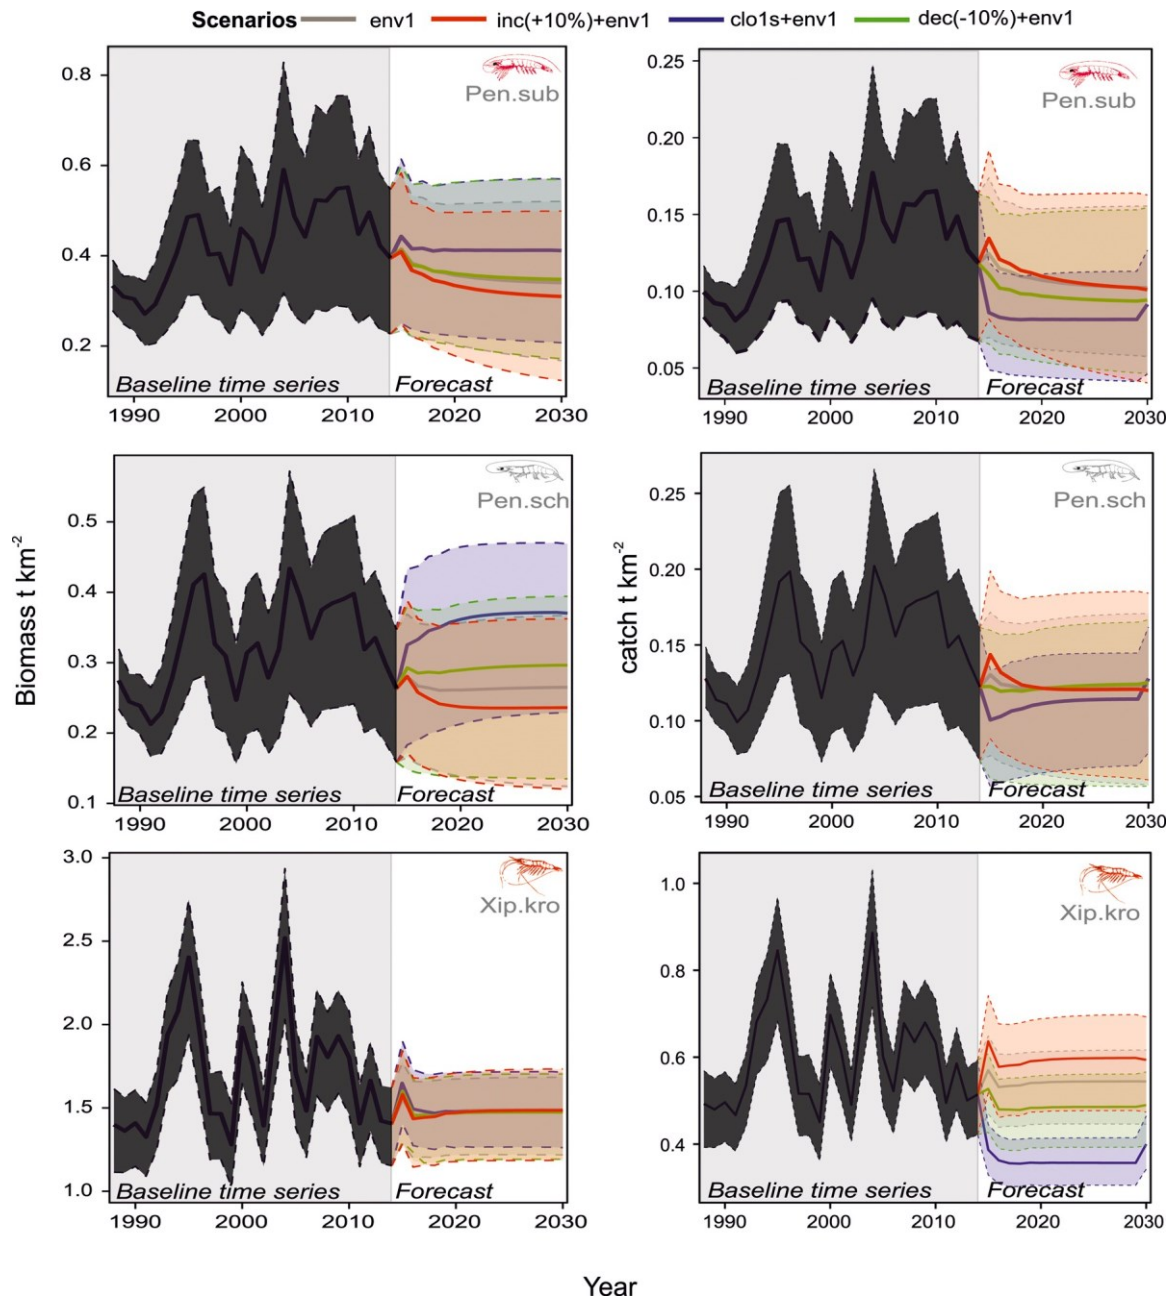 Scenarios env1 inc(+10%)+env1 clo1s+env1 dec(-10%)+env1
0.8
0.6
0.4
0.2
Pen.sub
Baseline time series Forecast
1990 2000 2010 2020 2030
0.25
0.20
0.15
0.10
0.05
Pen.sub
Baseline time series Forecast
1990 2000 2010 2020 2030
Biomass t km-2
0.5
0.4
0.3
0.2
0.1
Pen.sch
Baseline time series Forecast
1990 2000 2010 2020 2030
catch t km-2
0.25
0.20
0.15
0.10
0.05
Pen.sch
Baseline time series Forecast
1990 2000 2010 2020 2030
3.0
2.5
2.0
1.5
1.0
Xip.kro
Baseline time series Forecast
1990 2000 2010 2020 2030
1.0
0.8
0.6
0.4
Xip.kro
Baseline time series Forecast
1990 2000 2010 2020 2030
Year